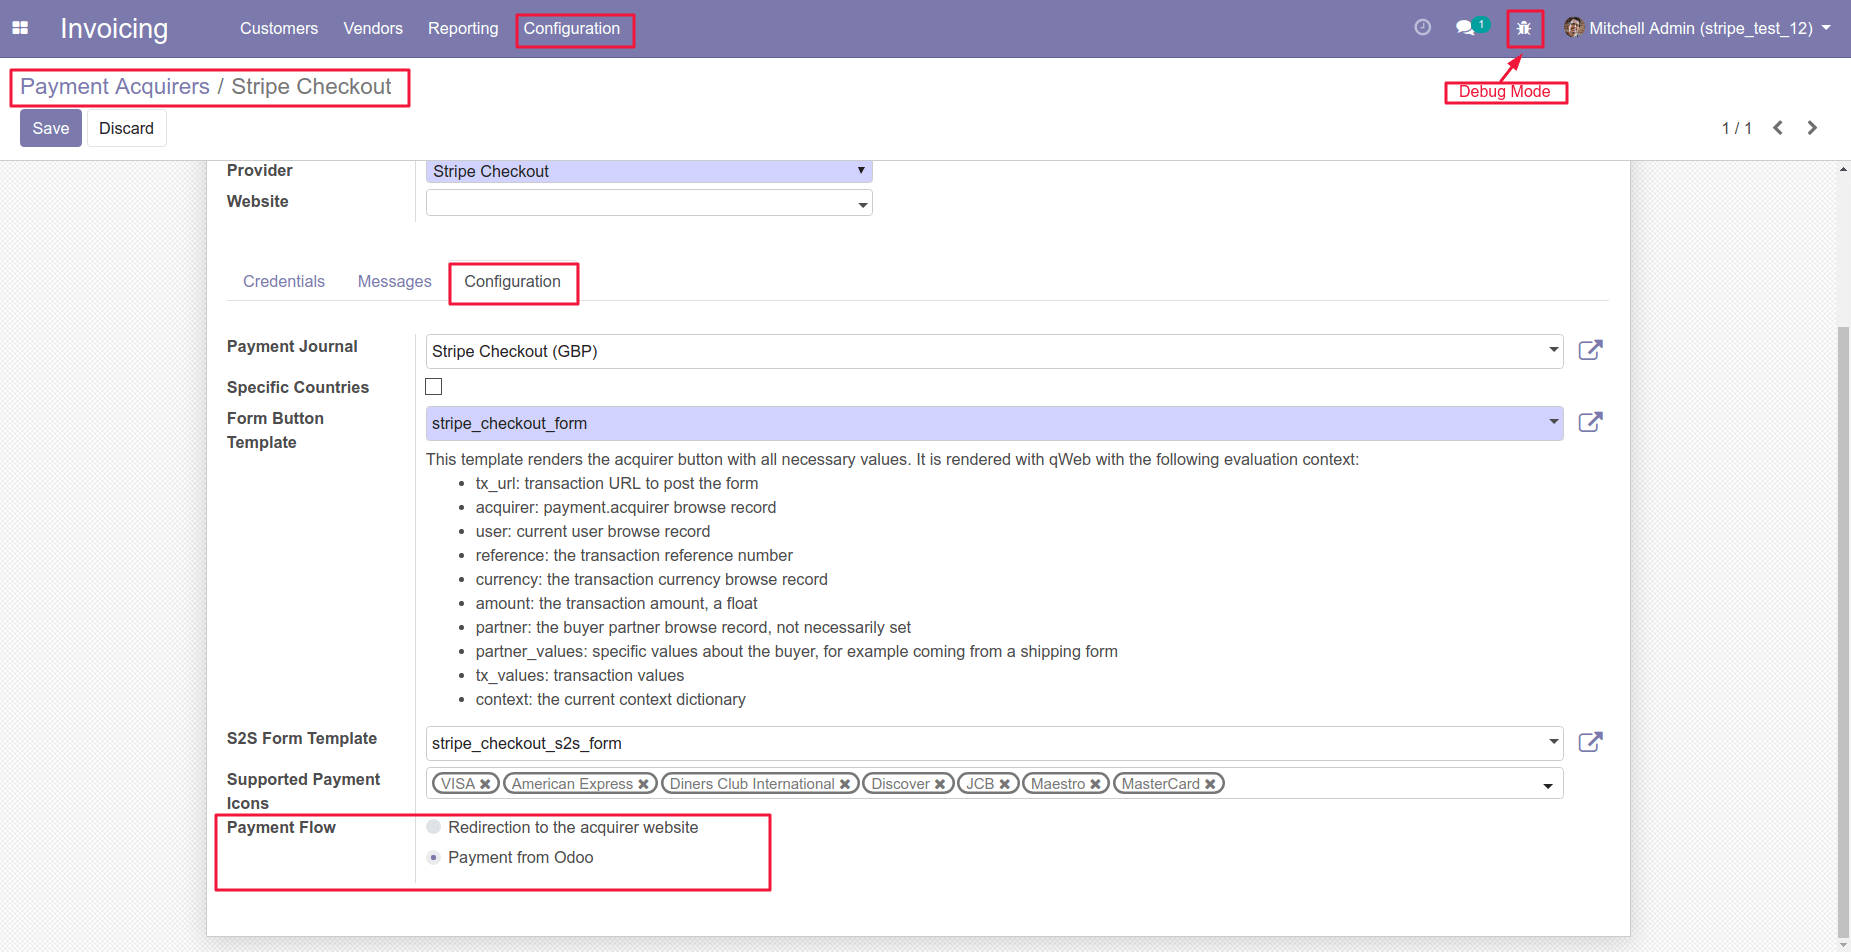 Invoicing Customers Vendors Reporting Configuration 1 Mitchell Admin (stripe_test_12)
Payment Acquirers / Stripe Checkout
Debug Mode
Save Discard 1 / 1
Provider Stripe Checkout
Website
Credentials Messages Configuration
Payment Journal Stripe Checkout (GBP)
Specific Countries
Form Button Template stripe_checkout_form
This template renders the acquirer button with all necessary values. It is rendered with qWeb with the following evaluation context:
• tx_url: transaction URL to post the form
• acquirer: payment.acquirer browse record
• user: current user browse record
• reference: the transaction reference number
• currency: the transaction currency browse record
• amount: the transaction amount, a float
• partner: the buyer partner browse record, not necessarily set
• partner_values: specific values about the buyer, for example coming from a shipping form
• tx_values: transaction values
• context: the current context dictionary
S2S Form Template stripe_checkout_s2s_form
Supported Payment Icons VISA American Express Diners Club International Discover JCB Maestro MasterCard
Payment Flow Redirection to the acquirer website
Payment from Odoo